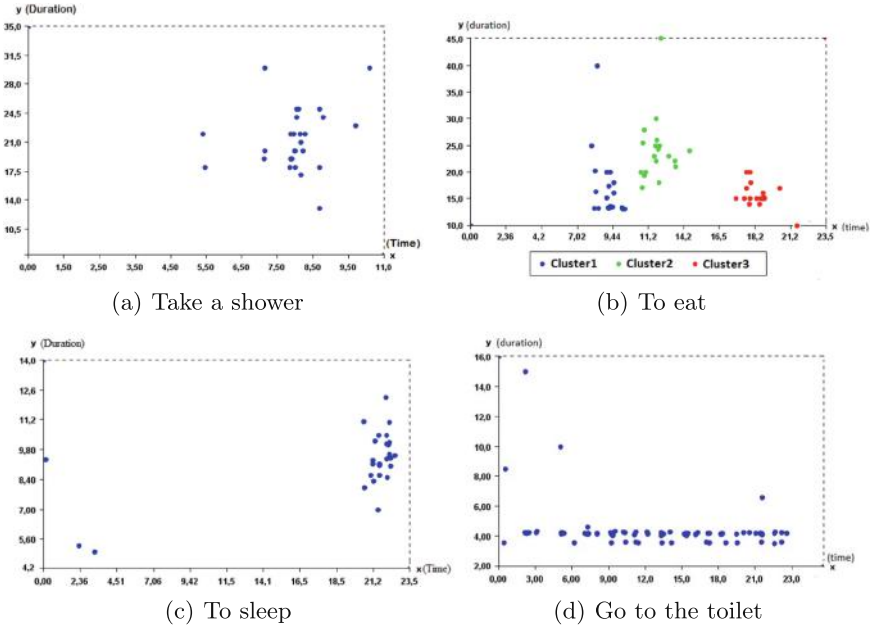 y (Duration)
35,0
31,5
28,0
24,5
21,0
17,5
14,0
10,5
(Time)
x
0,00 1,50 3,00 3,50 4,50 5,50 6,50 7,50 8,50 9,50 11,0
(a) Take a shower
y (duration)
45,0
40,0
35,0
30,0
25,0
20,0
15,0
10,0
x (time)
0,00 2,36 4,2 7,02 9,44 11,2 14,2 16,5 19,2 21,2 23,5
Cluster1 Cluster2 Cluster3
(b) To eat
y (Duration)
14,0
12,6
11,2
9,80
8,40
7,00
5,60
4,2
0,00 2,36 4,51 7,06 9,42 11,5 14,1 16,3 18,5 21,2 23,5
x (Time)
(c) To sleep
y (duration)
16,0
14,0
12,0
10,0
8,00
6,00
4,00
2,00
(time)
x
0,00 3,00 6,00 9,00 12,0 15,0 18,0 21,0 23,0
(d) Go to the toilet